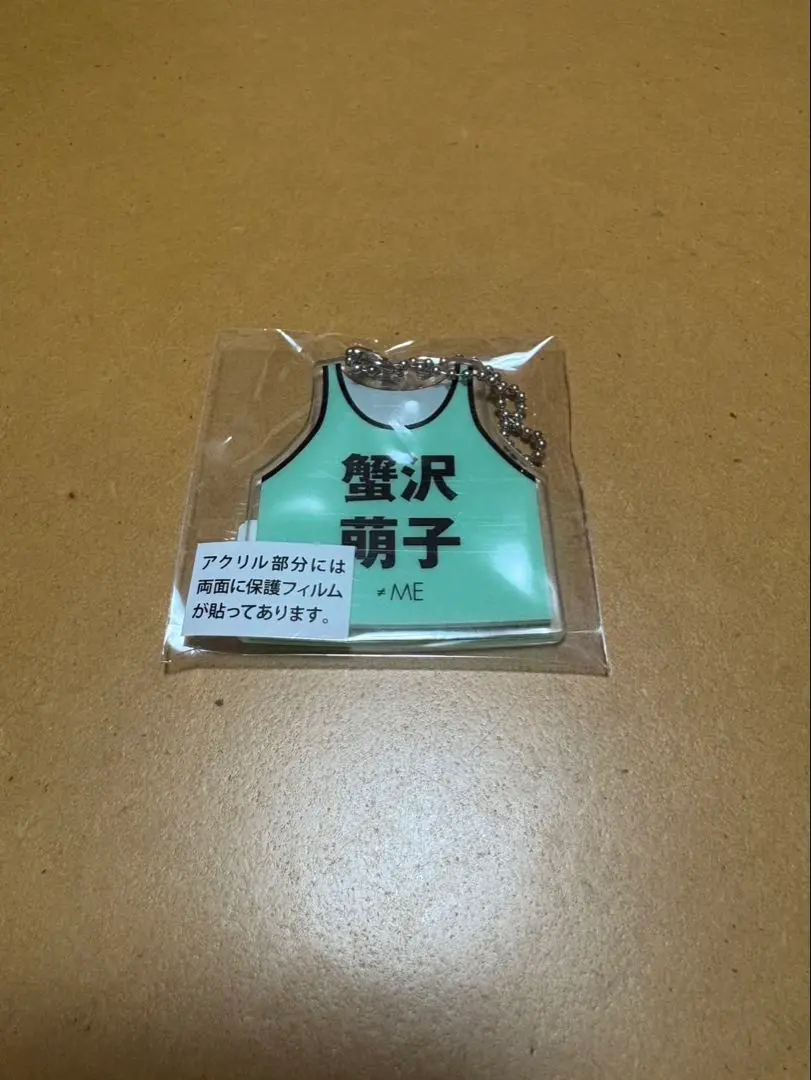 蟹沢
萌子
≠ME
アクリル部分には
両面に保護フィルム
が貼ってあります。